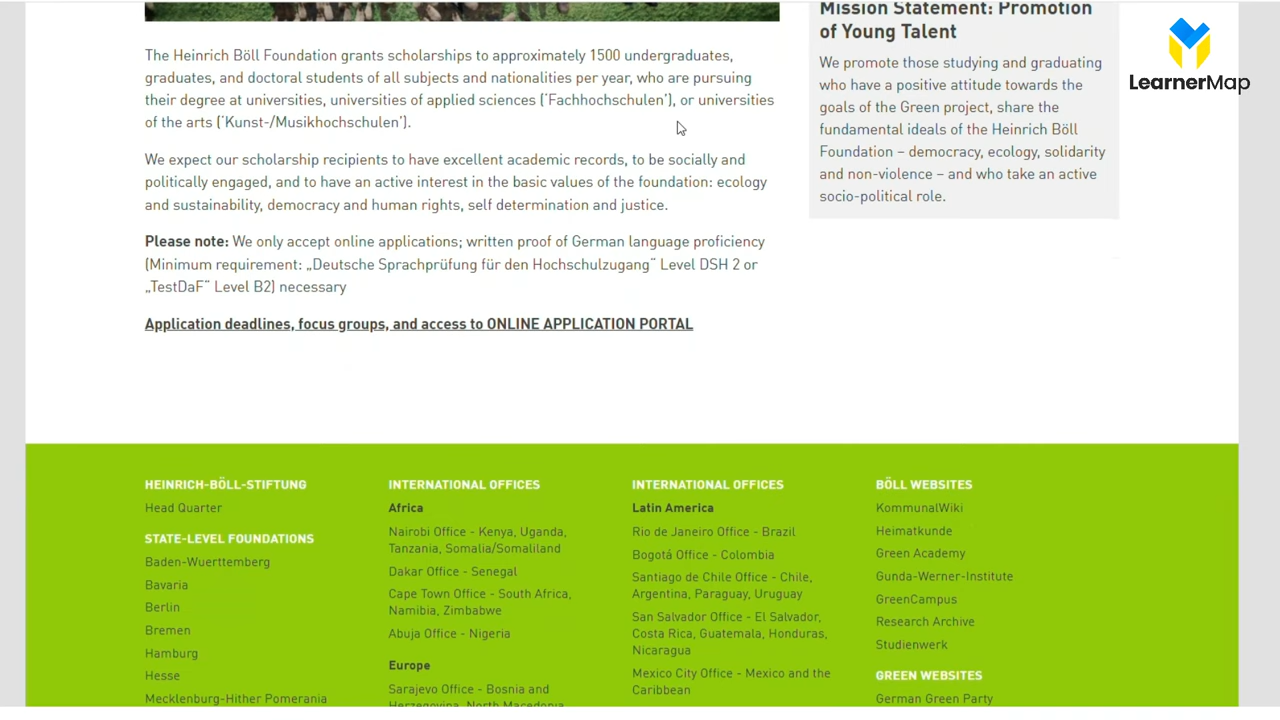 Mission Statement: Promotion
of Young Talent
LearnerMap
The Heinrich Böll Foundation grants scholarships to approximately 1500 undergraduates,
graduates, and doctoral students of all subjects and nationalities per year, who are pursuing
their degree at universities, universities of applied sciences (‘Fachhochschulen’), or universities
of the arts (‘Kunst-/Musikhochschulen’).
We expect our scholarship recipients to have excellent academic records, to be socially and
politically engaged, and to have an active interest in the basic values of the foundation: ecology
and sustainability, democracy and human rights, self determination and justice.
Please note: We only accept online applications; written proof of German language proficiency
(Minimum requirement: „Deutsche Sprachprüfung für den Hochschulzugang“ Level DSH 2 or
„TestDaF“ Level B2) necessary
Application deadlines, focus groups, and access to ONLINE APPLICATION PORTAL
We promote those studying and graduating
who have a positive attitude towards the
goals of the Green project, share the
fundamental ideals of the Heinrich Böll
Foundation – democracy, ecology, solidarity
and non-violence – and who take an active
socio-political role.
HEINRICH-BÖLL-STIFTUNG
Head Quarter
STATE-LEVEL FOUNDATIONS
Baden-Wuerttemberg
Bavaria
Berlin
Bremen
Hamburg
Hesse
Mecklenburg-Hither Pomerania
INTERNATIONAL OFFICES
Africa
Nairobi Office - Kenya, Uganda,
Tanzania, Somalia/Somaliland
Dakar Office - Senegal
Cape Town Office - South Africa,
Namibia, Zimbabwe
Abuja Office - Nigeria
Europe
Sarajevo Office - Bosnia and
Herzegovina, North Macedonia,
INTERNATIONAL OFFICES
Latin America
Rio de Janeiro Office - Brazil
Bogotá Office - Colombia
Santiago de Chile Office - Chile,
Argentina, Paraguay, Uruguay
San Salvador Office - El Salvador,
Costa Rica, Guatemala, Honduras,
Nicaragua
Mexico City Office - Mexico and the
Caribbean
BÖLL WEBSITES
KommunalWiki
Heimatkunde
Green Academy
Gunda-Werner-Institute
GreenCampus
Research Archive
Studienwerk
GREEN WEBSITES
German Green Party